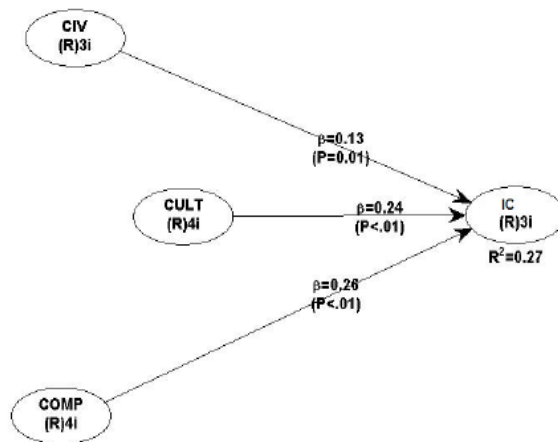 CIV
(R)3i
β=0.13
(P=0.01)
CULT
(R)4i
β=0.24
(P<.01)
IC
(R)3i
R²=0.27
β=0.26
(P<.01)
COMP
(R)4i